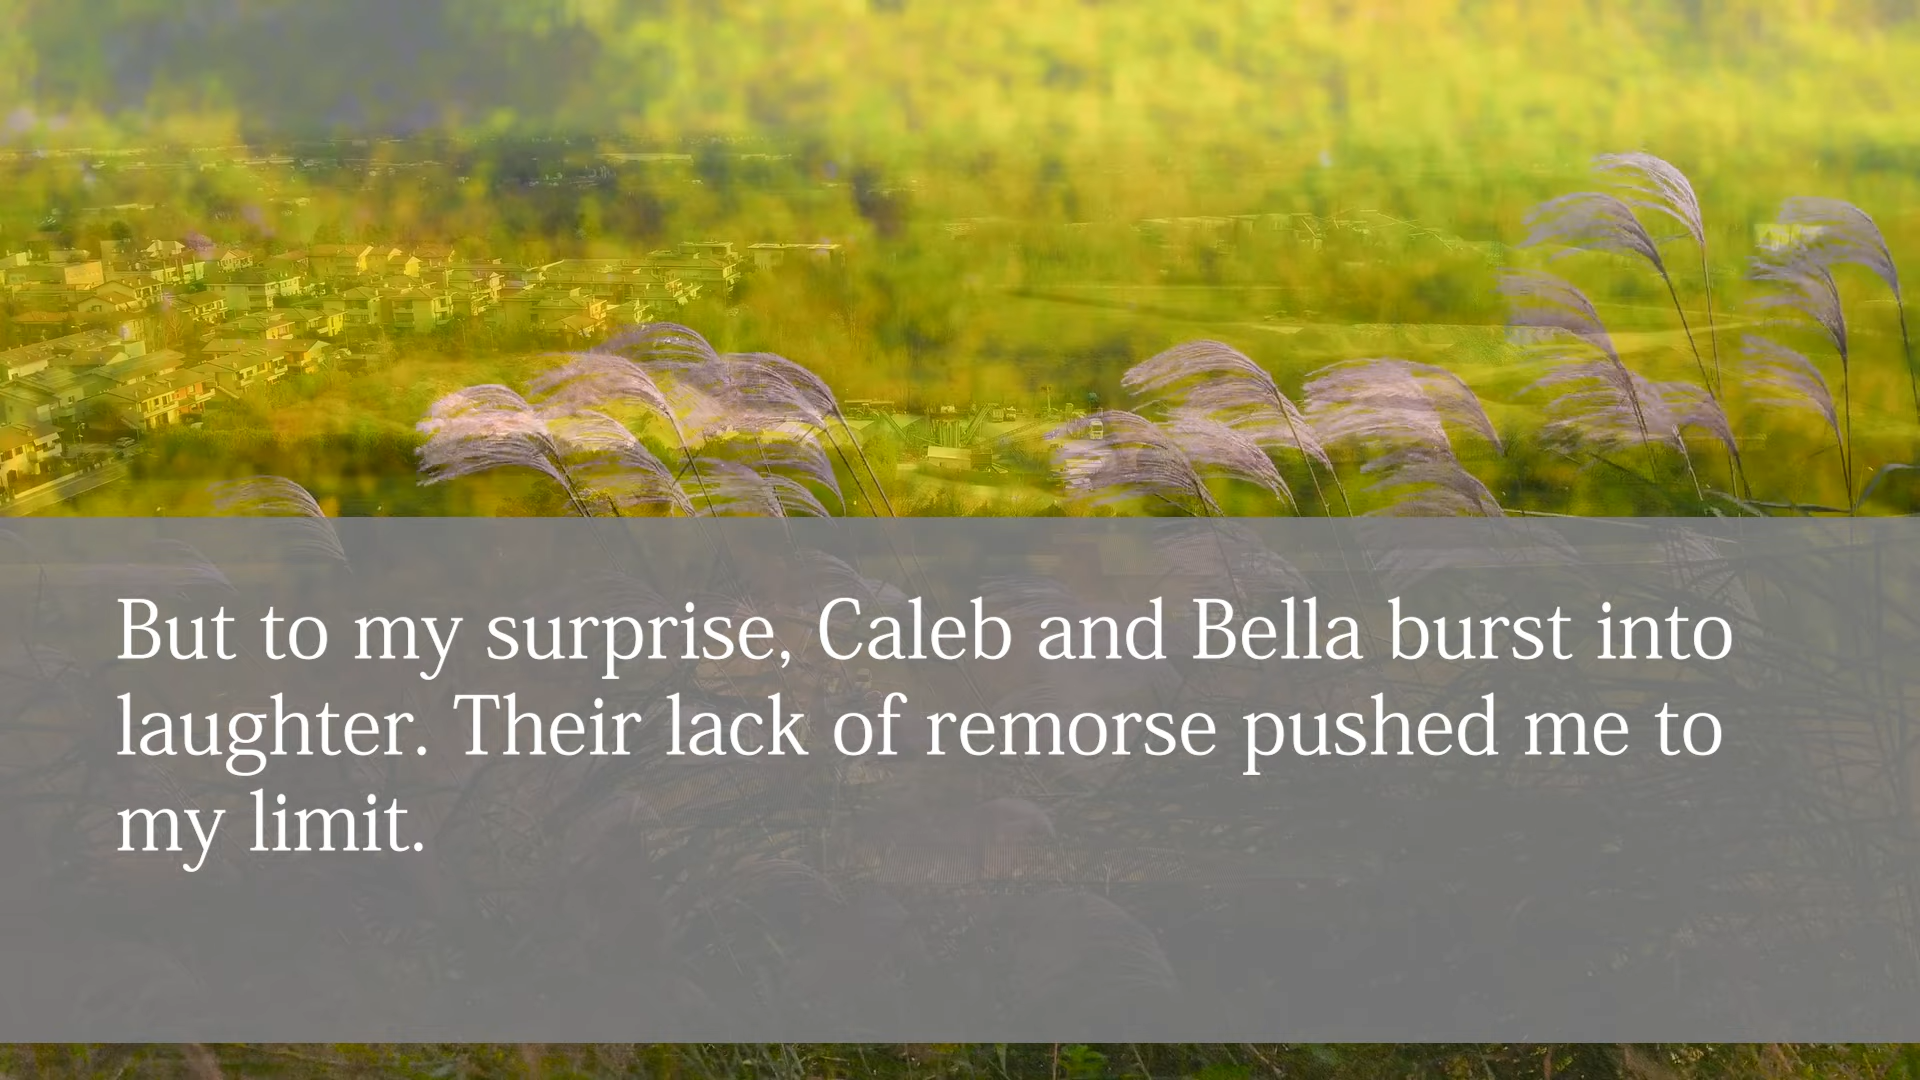 But to my surprise, Caleb and Bella burst into
laughter. Their lack of remorse pushed me to
my limit.